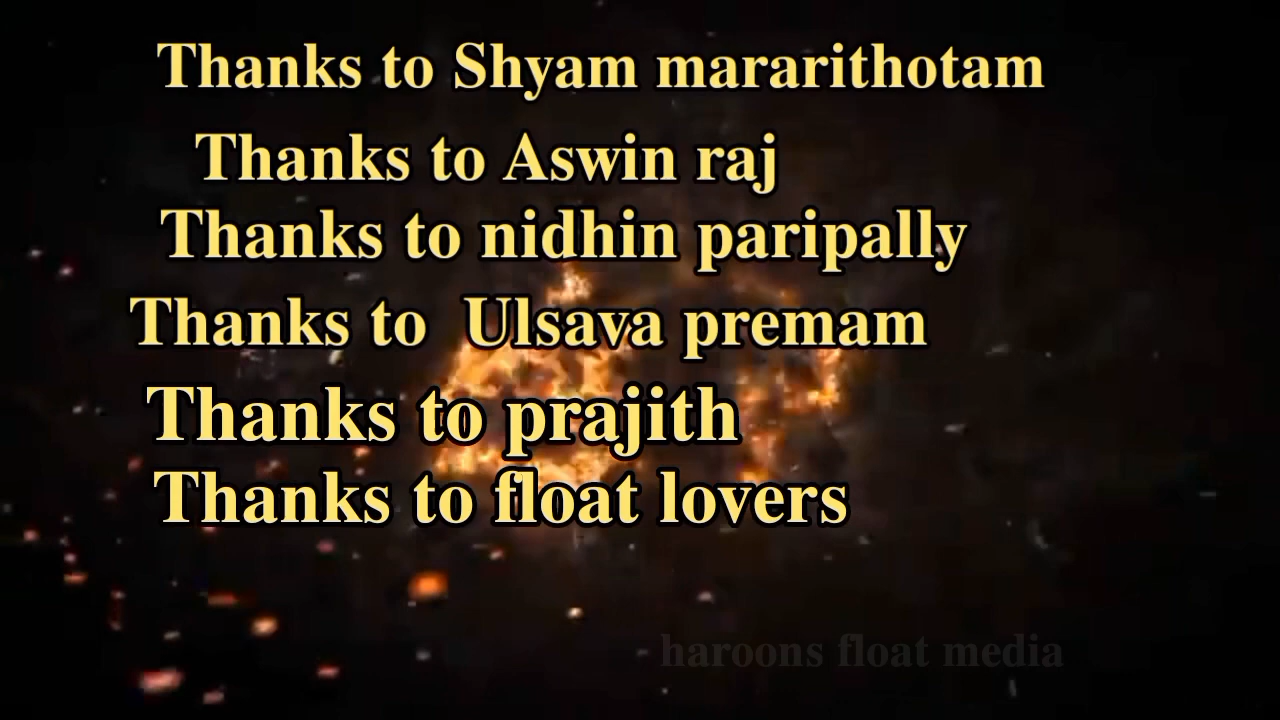 Thanks to Shyam mararithotam
Thanks to Aswin raj
Thanks to nidhin paripally
Thanks to Ulsava premam
Thanks to prajith
Thanks to float lovers
haroons float media